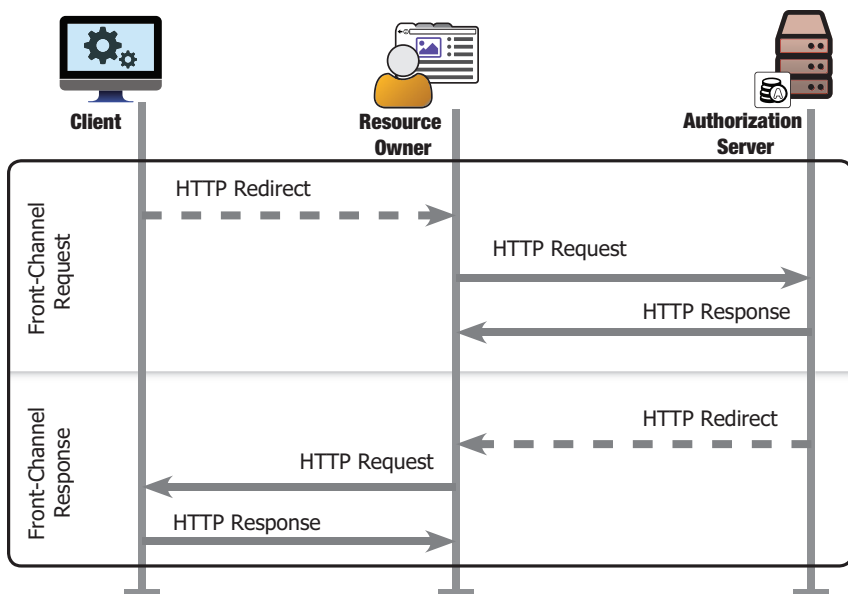 Client
Resource
Owner
Authorization
Server
Front-Channel
Request
HTTP Redirect
HTTP Request
HTTP Response
Front-Channel
Response
HTTP Redirect
HTTP Request
HTTP Response
A